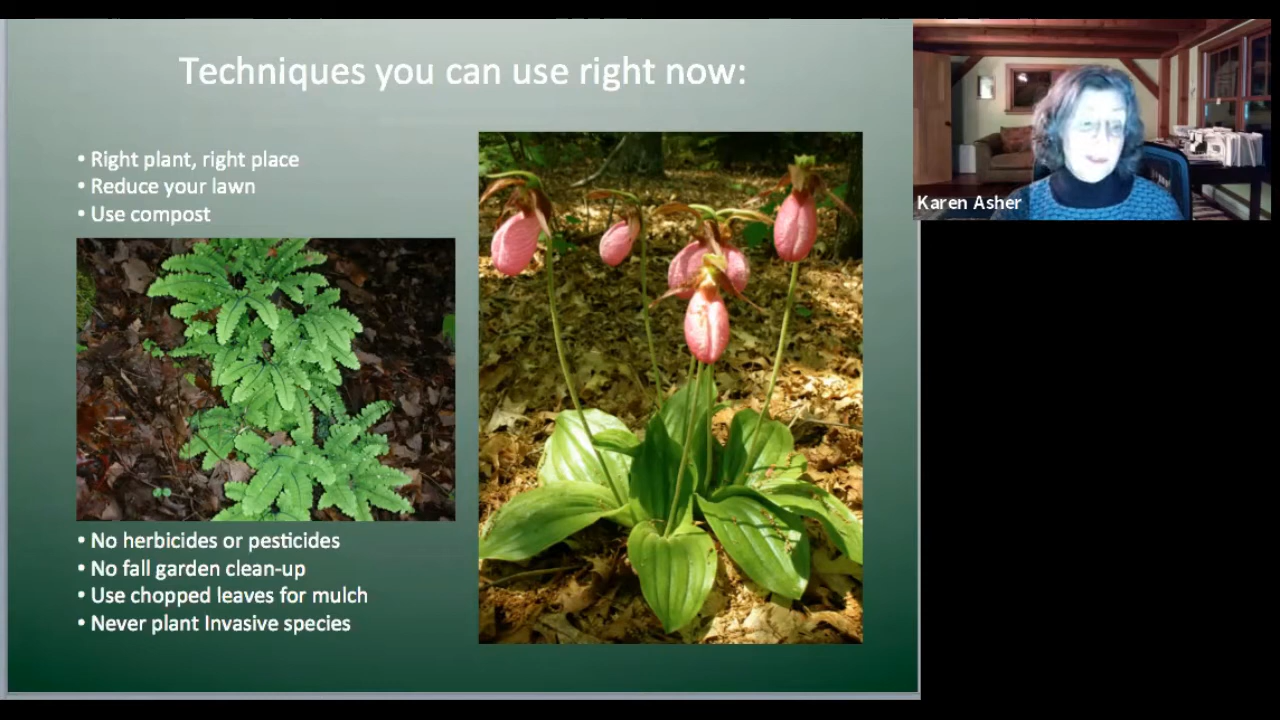 Techniques you can use right now:
• Right plant, right place
• Reduce your lawn
• Use compost
• No herbicides or pesticides
• No fall garden clean-up
• Use chopped leaves for mulch
• Never plant Invasive species
Karen Asher